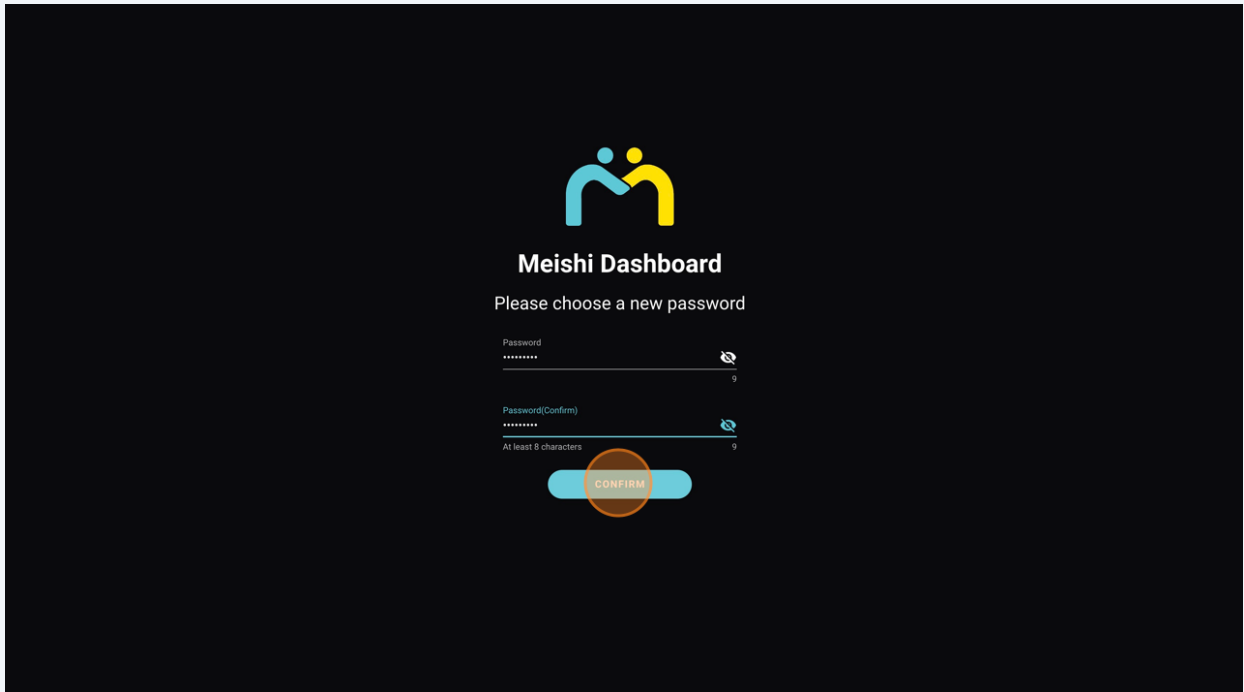 Meishi Dashboard
Please choose a new password
Password
•••••••••
9
Password(Confirm)
•••••••••
At least 8 characters 9
CONFIRM